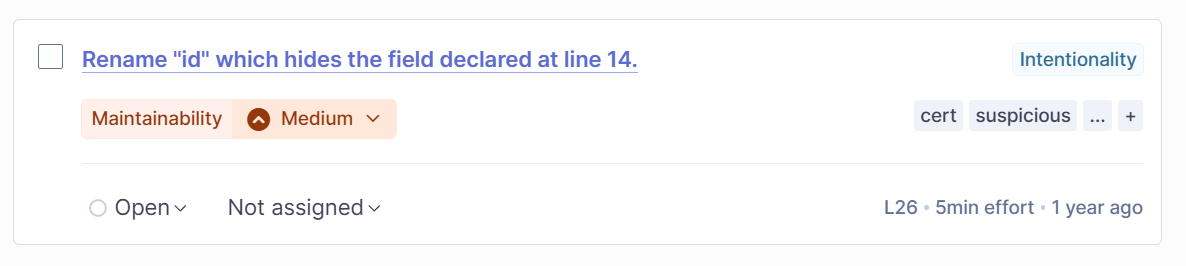 Rename "id" which hides the field declared at line 14. Intentionality
Maintainability Medium cert suspicious ... +
Open Not assigned L26 • 5min effort • 1 year ago